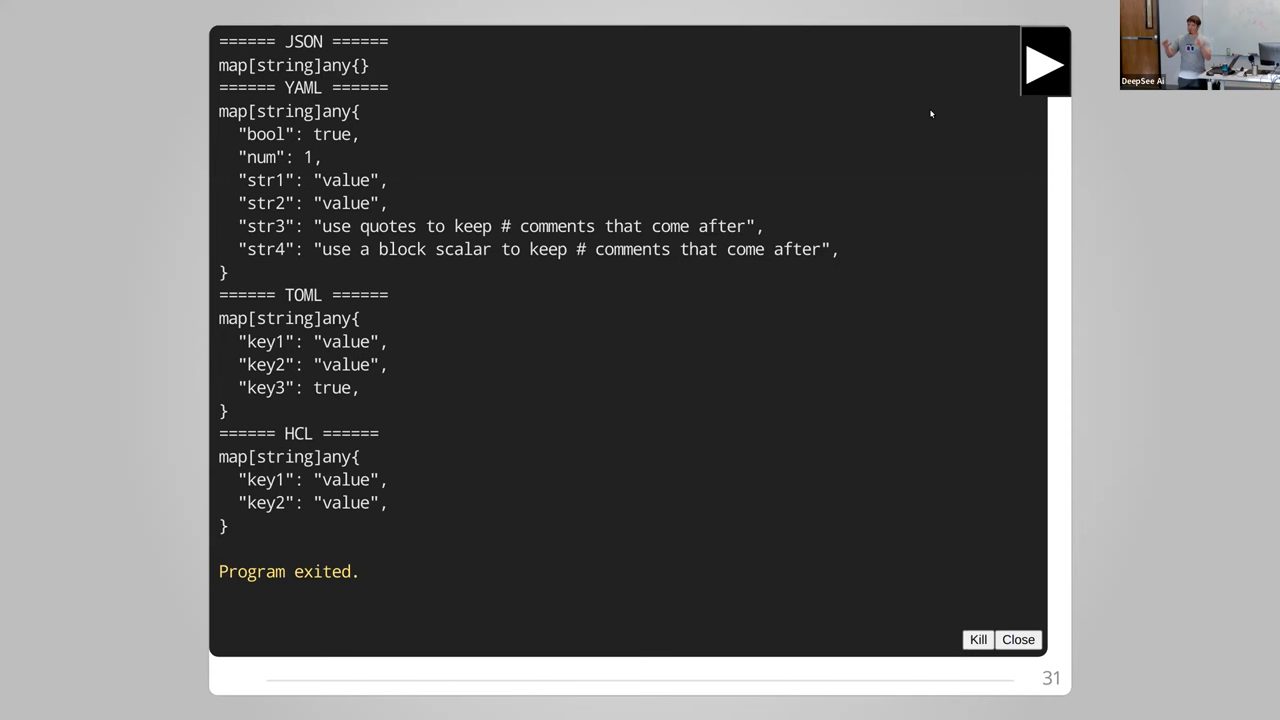 ====== JSON ======
map[string]any{}
====== YAML ======
map[string]any{
  "bool": true,
  "num": 1,
  "str1": "value",
  "str2": "value",
  "str3": "use quotes to keep # comments that come after",
  "str4": "use a block scalar to keep # comments that come after",
}
====== TOML ======
map[string]any{
  "key1": "value",
  "key2": "value",
  "key3": true,
}
====== HCL ======
map[string]any{
  "key1": "value",
  "key2": "value",
}
Program exited.
Kill Close
31
DeepSee Ai